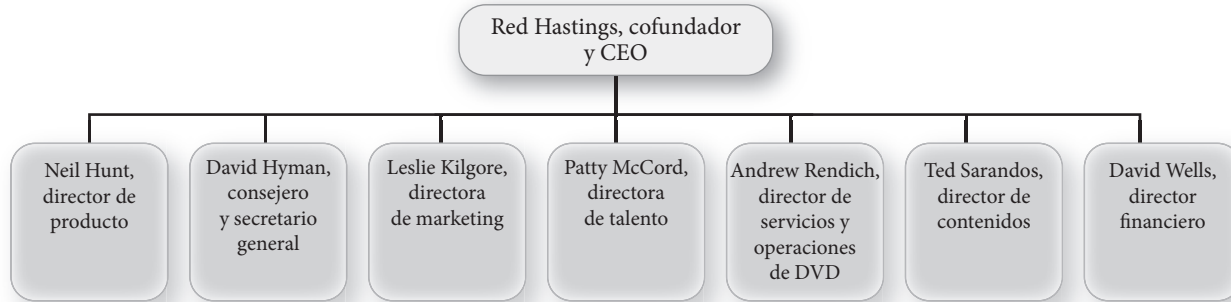 Red Hastings, cofundador
y CEO
Neil Hunt,
director de
producto
David Hyman,
consejero
y secretario
general
Leslie Kilgore,
directora
de marketing
Patty McCord,
directora
de talento
Andrew Rendich,
director de
servicios y
operaciones
de DVD
Ted Sarandos,
director de
contenidos
David Wells,
director
financiero